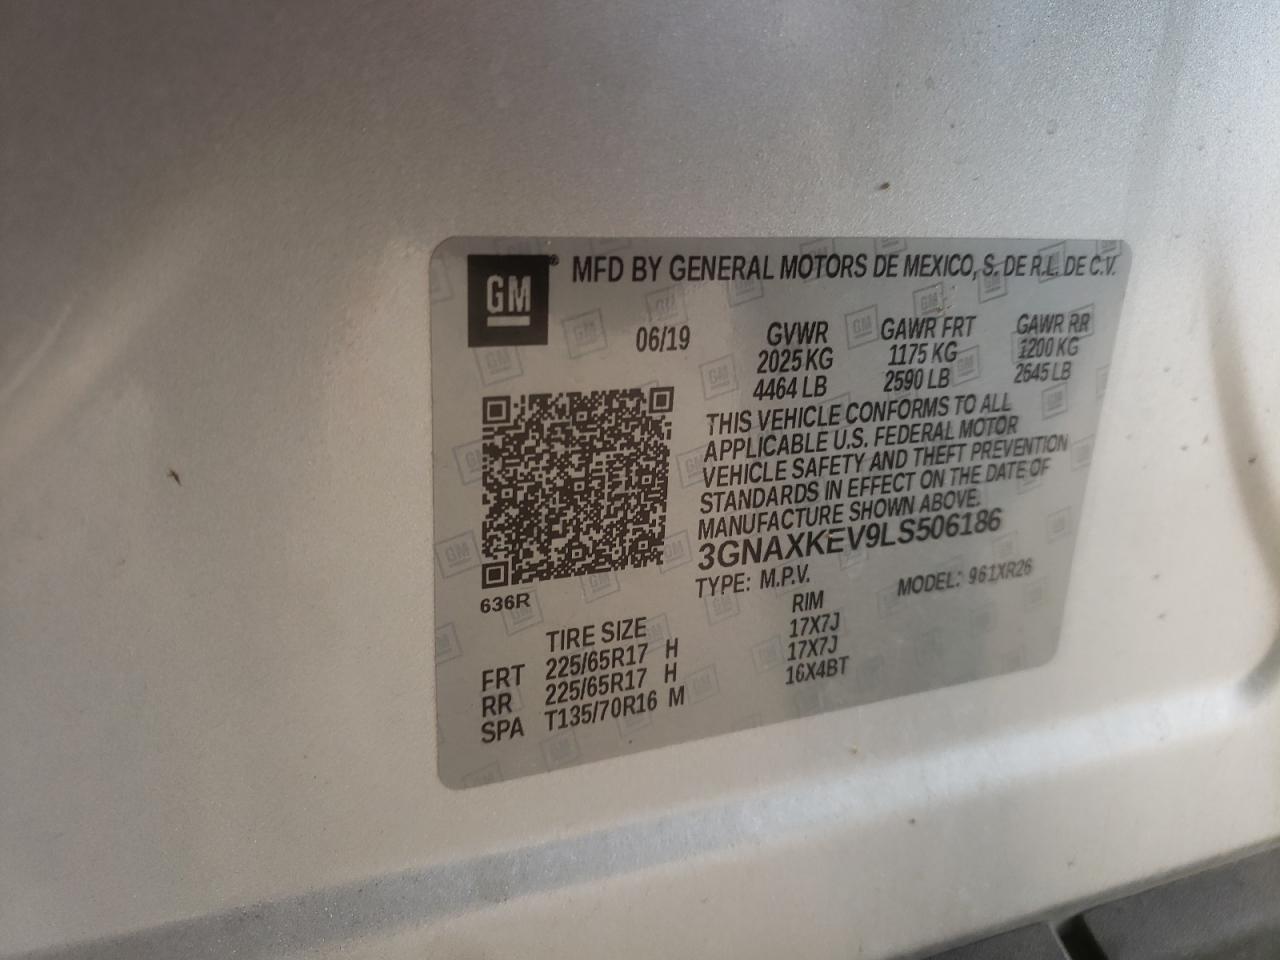 GM® MFD BY GENERAL MOTORS DE MEXICO, S. DE R.L. DE C.V.
06/19 GVWR GAWR FRT GAWR RR
2025 KG 1175 KG 1200 KG
4464 LB 2590 LB 2645 LB
THIS VEHICLE CONFORMS TO ALL
APPLICABLE U.S. FEDERAL MOTOR
VEHICLE SAFETY AND THEFT PREVENTION
STANDARDS IN EFFECT ON THE DATE OF
MANUFACTURE SHOWN ABOVE.
3GNAXKEV9LS506186
TYPE: M.P.V. MODEL: 961XR26
636R
TIRE SIZE RIM
FRT 225/65R17 H 17X7J
RR 225/65R17 H 17X7J
SPA T135/70R16 M 16X4BT